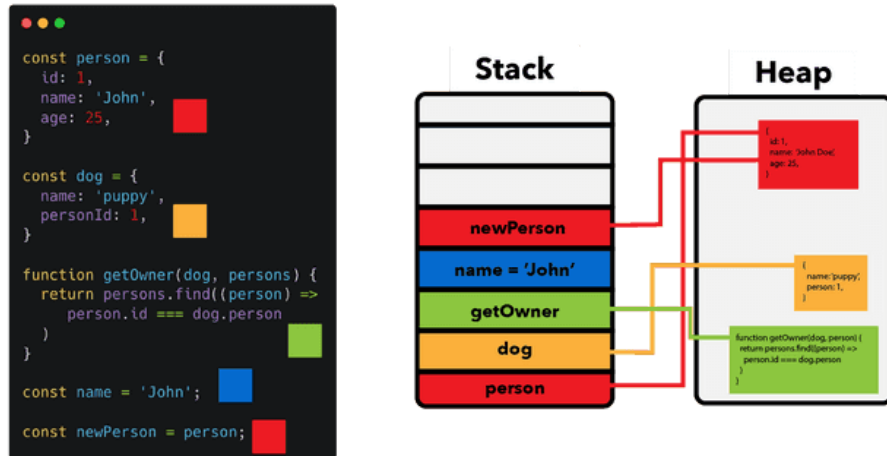 const person = {
id: 1,
name: 'John',
age: 25,
}
const dog = {
name: 'puppy',
personId: 1,
}
function getOwner(dog, persons) {
return persons.find((person) =>
person.id === dog.person
)
}
const name = 'John';
const newPerson = person;
Stack
newPerson
name = 'John'
getOwner
dog
person
Heap
{
id: 1,
name: 'John Doe',
age: 25,
}
{
name: 'puppy',
person: 1,
}
function getOwner(dog, person) {
return persons.find((person) =>
person.id === dog.person
)
}